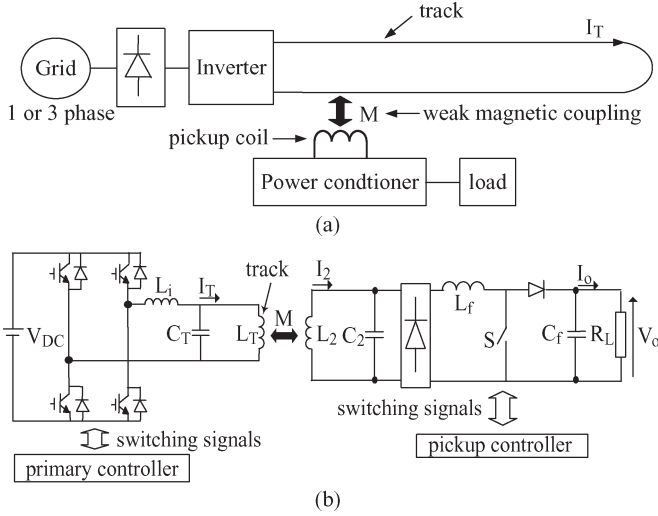 track
I_T
Grid
Inverter
1 or 3 phase
M
weak magnetic coupling
pickup coil
Power condtioner
load
(a)
L_i
I_T
track
I_2
I_o
M
L_f
V_DC
C_T
L_T
L_2
C_2
S
C_f
R_L
V_o
switching signals
switching signals
primary controller
pickup controller
(b)